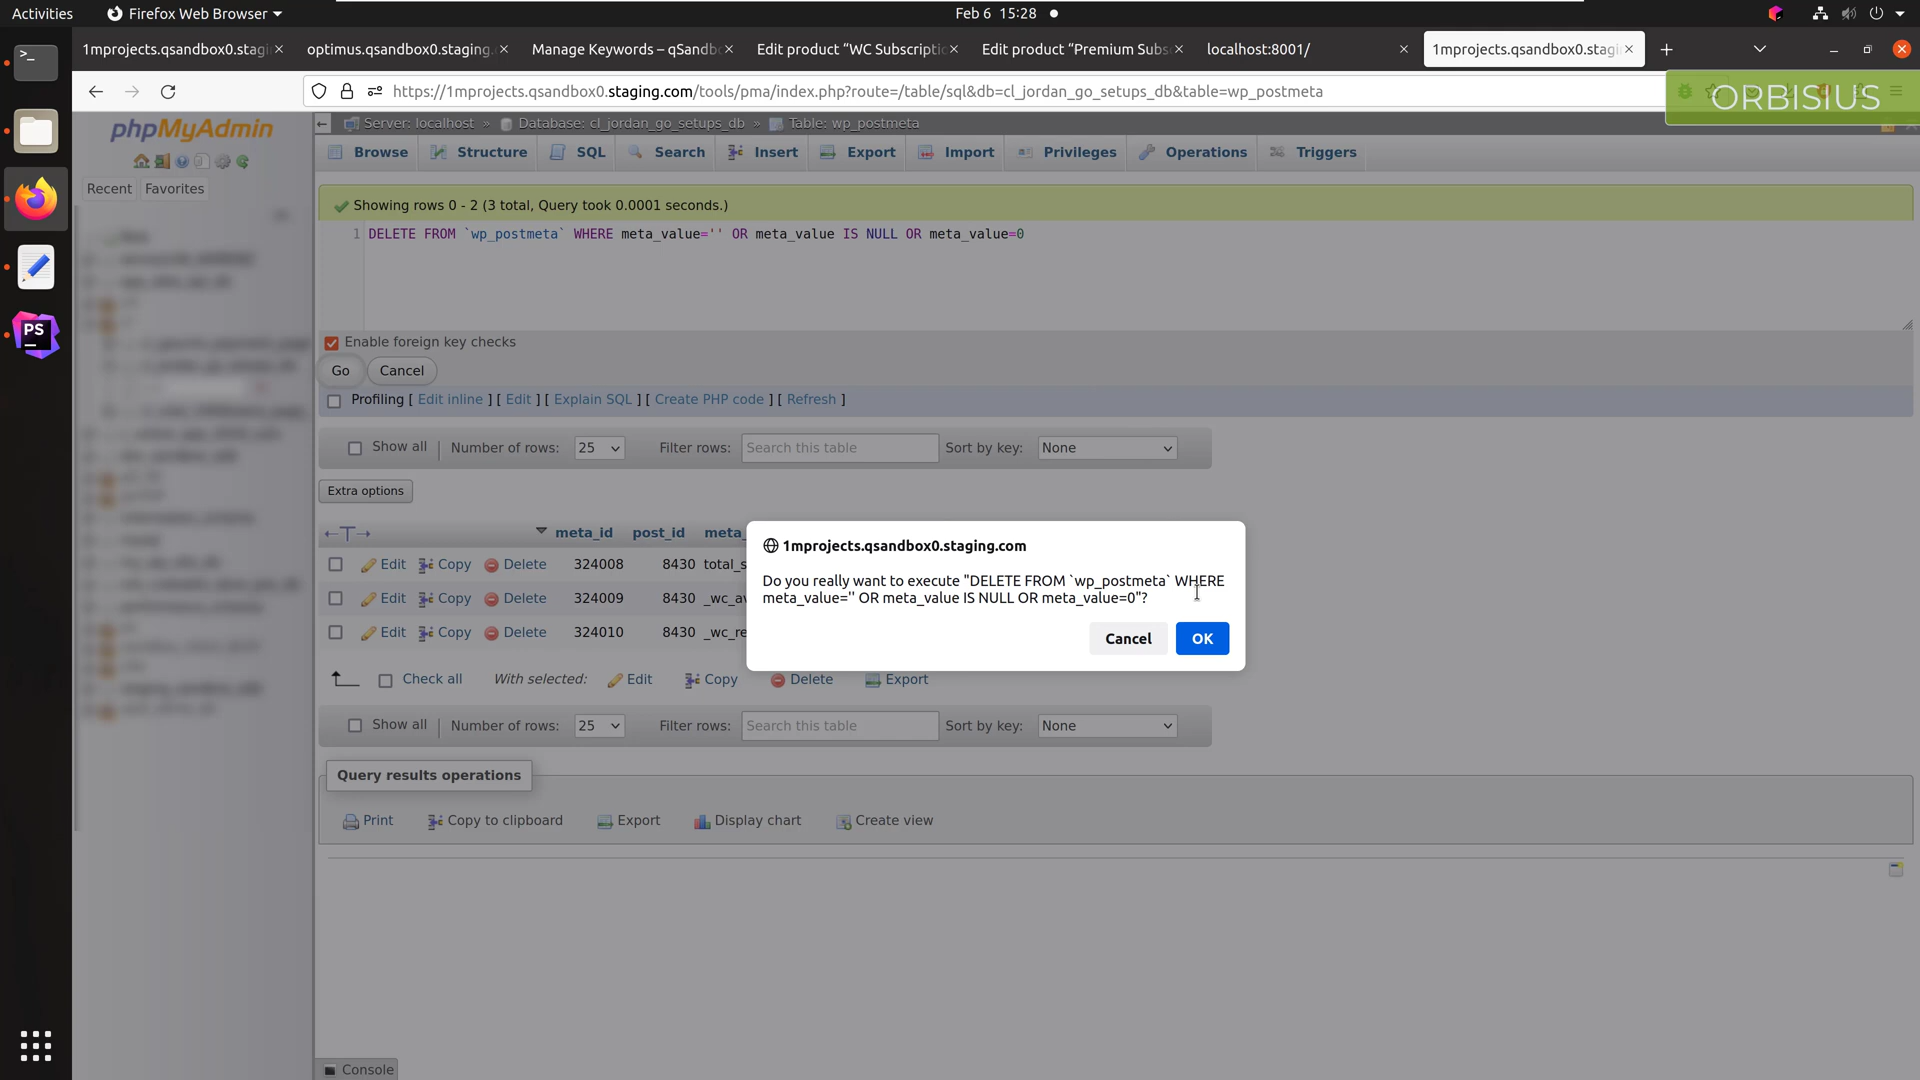 Activities
Firefox Web Browser
Feb 6 15:28
1mprojects.qsandbox0.stagi
optimus.qsandbox0.staging.
Manage Keywords – qSandb
Edit product “WC Subscriptio
Edit product “Premium Subs
localhost:8001/
1mprojects.qsandbox0.stagi
https://1mprojects.qsandbox0.staging.com/tools/pma/index.php?route=/table/sql&db=cl_jordan_go_setups_db&table=wp_postmeta
ORBISIUS
phpMyAdmin
Recent
Favorites
Server: localhost » Database: cl_jordan_go_setups_db » Table: wp_postmeta
Browse
Structure
SQL
Search
Insert
Export
Import
Privileges
Operations
Triggers
Showing rows 0 - 2 (3 total, Query took 0.0001 seconds.)
1 DELETE FROM `wp_postmeta` WHERE meta_value='' OR meta_value IS NULL OR meta_value=0
Enable foreign key checks
Go
Cancel
Profiling [ Edit inline ] [ Edit ] [ Explain SQL ] [ Create PHP code ] [ Refresh ]
Show all
Number of rows:
25
Filter rows:
Search this table
Sort by key:
None
Extra options
←T→
meta_id
post_id
meta_
Edit Copy Delete 324008 8430 total_s
Edit Copy Delete 324009 8430 _wc_av
Edit Copy Delete 324010 8430 _wc_re
1mprojects.qsandbox0.staging.com
Do you really want to execute "DELETE FROM `wp_postmeta` WHERE
meta_value='' OR meta_value IS NULL OR meta_value=0"?
Cancel
OK
Check all
With selected:
Edit
Copy
Delete
Export
Show all
Number of rows:
25
Filter rows:
Search this table
Sort by key:
None
Query results operations
Print
Copy to clipboard
Export
Display chart
Create view
Console
PS